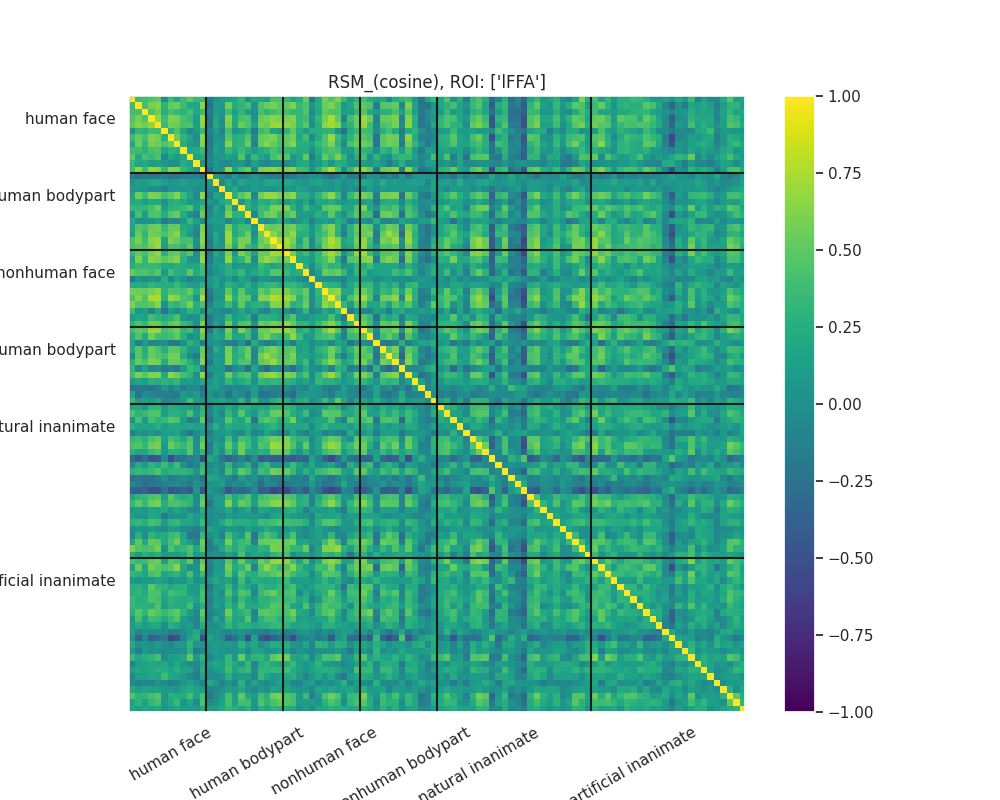 RSM_(cosine), ROI: ['lFFA']
human face
uman bodypart
nonhuman face
uman bodypart
tural inanimate
ficial inanimate
1.00
0.75
0.50
0.25
0.00
−0.25
−0.50
−0.75
−1.00
human face
human bodypart
nonhuman face
onhuman bodypart
natural inanimate
artificial inanimate